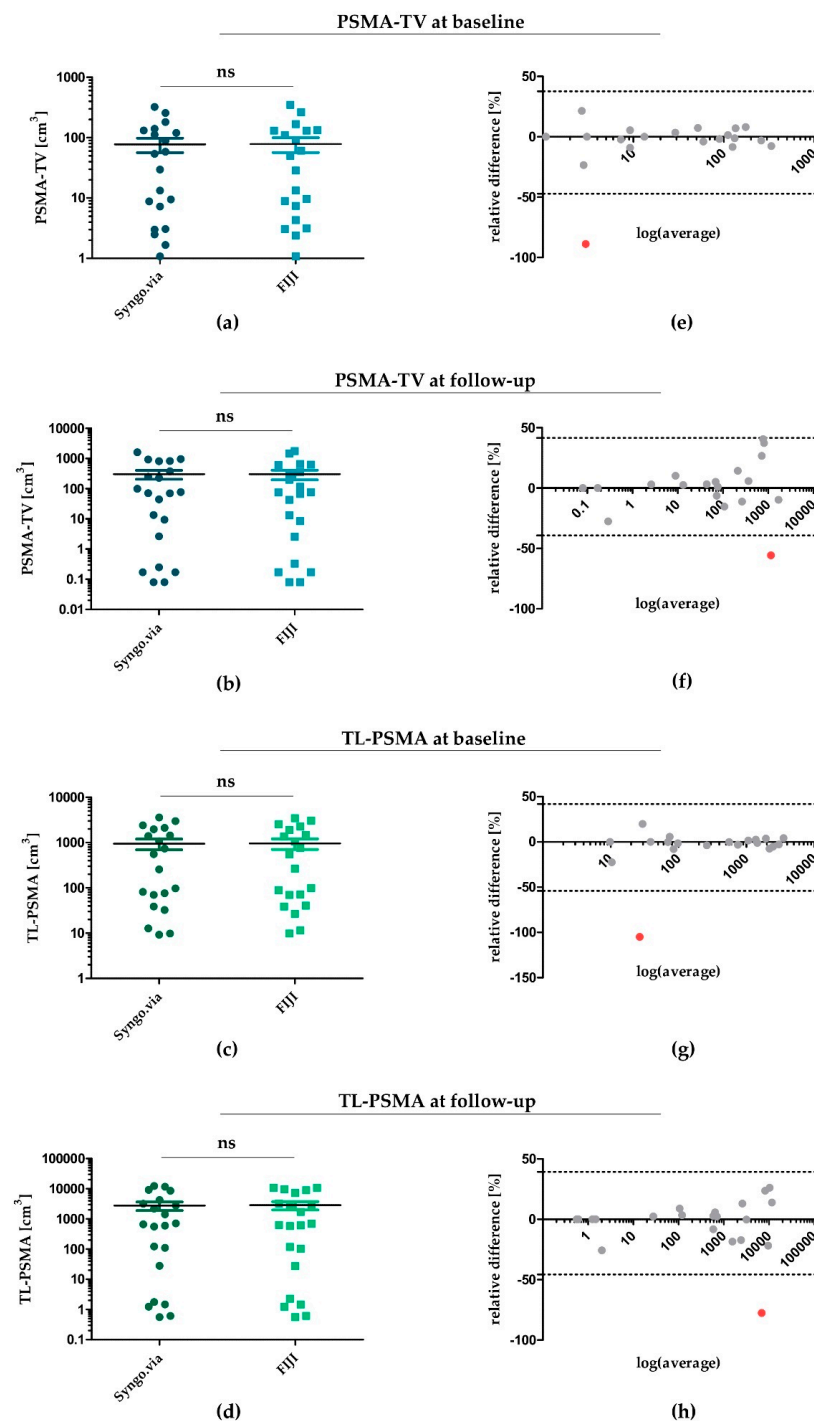 PSMA-TV at baseline
ns
1000
100
10
1
PSMA-TV [cm³]
Syngo.via
FIJI
(a)
50
0
-50
-100
relative difference [%]
10
100
1000
log(average)
(e)
PSMA-TV at follow-up
ns
10000
1000
100
10
1
0.1
0.01
PSMA-TV [cm³]
Syngo.via
FIJI
(b)
50
0
-50
-100
relative difference [%]
0.1
1
10
100
1000
10000
log(average)
(f)
TL-PSMA at baseline
ns
10000
1000
100
10
1
TL-PSMA [cm³]
Syngo.via
FIJI
(c)
50
0
-50
-100
-150
relative difference [%]
10
100
1000
10000
log(average)
(g)
TL-PSMA at follow-up
ns
100000
10000
1000
100
10
1
0.1
TL-PSMA [cm³]
Syngo.via
FIJI
(d)
50
0
-50
-100
relative difference [%]
1
10
100
1000
10000
100000
log(average)
(h)